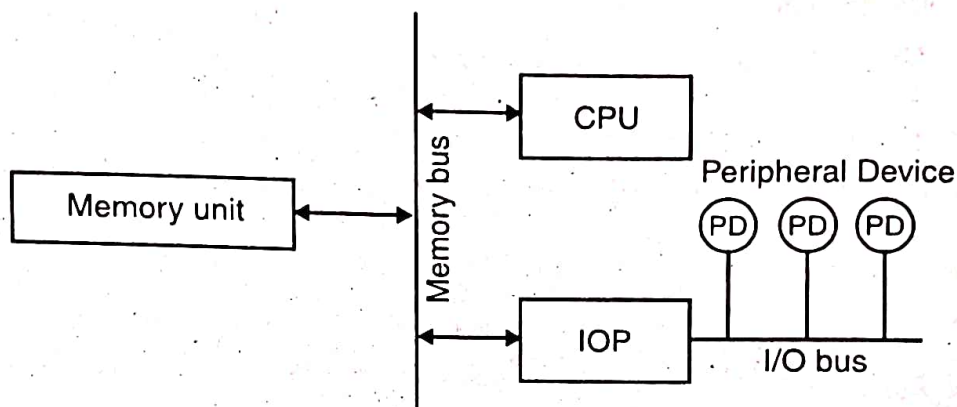 CPU
Memory bus
Peripheral Device
Memory unit
PD PD PD
IOP
I/O bus